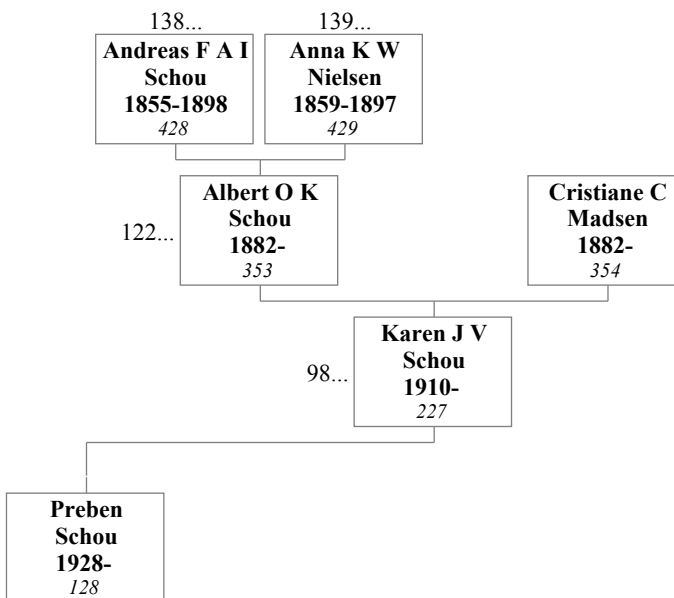 138...
139...
Andreas F A I
Schou
1855-1898
428
Anna K W
Nielsen
1859-1897
429
122...
Albert O K
Schou
1882-
353
Cristiane C
Madsen
1882-
354
98...
Karen J V
Schou
1910-
227
Preben
Schou
1928-
128